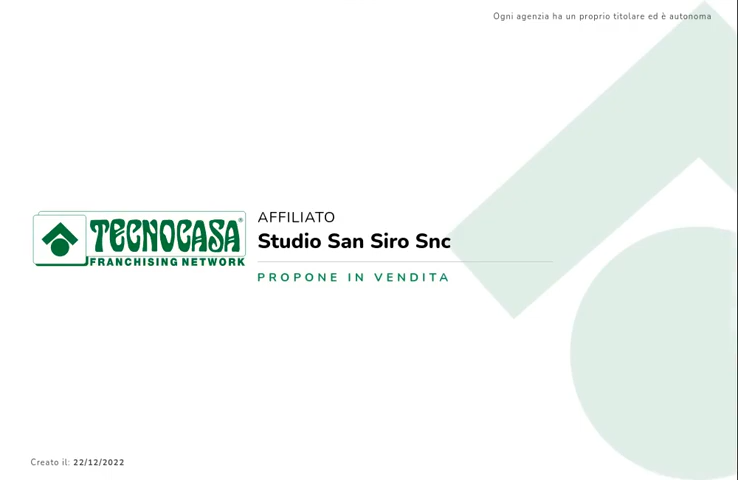 Ogni agenzia ha un proprio titolare ed è autonoma
TECNOCASA®
FRANCHISING NETWORK
AFFILIATO
Studio San Siro Snc
PROPONE IN VENDITA
Creato il: 22/12/2022